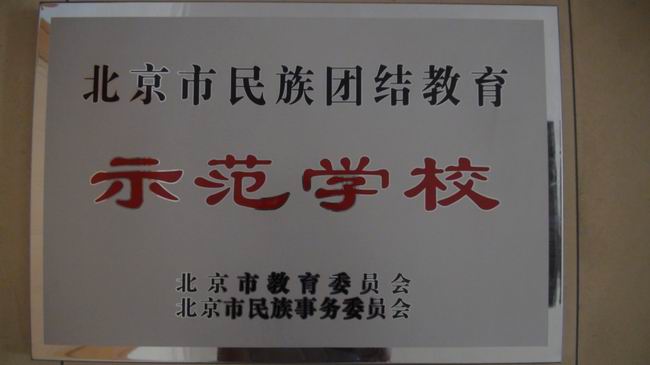 北京市民族团结教育
示范学校
北京市教育委员会
北京市民族事务委员会